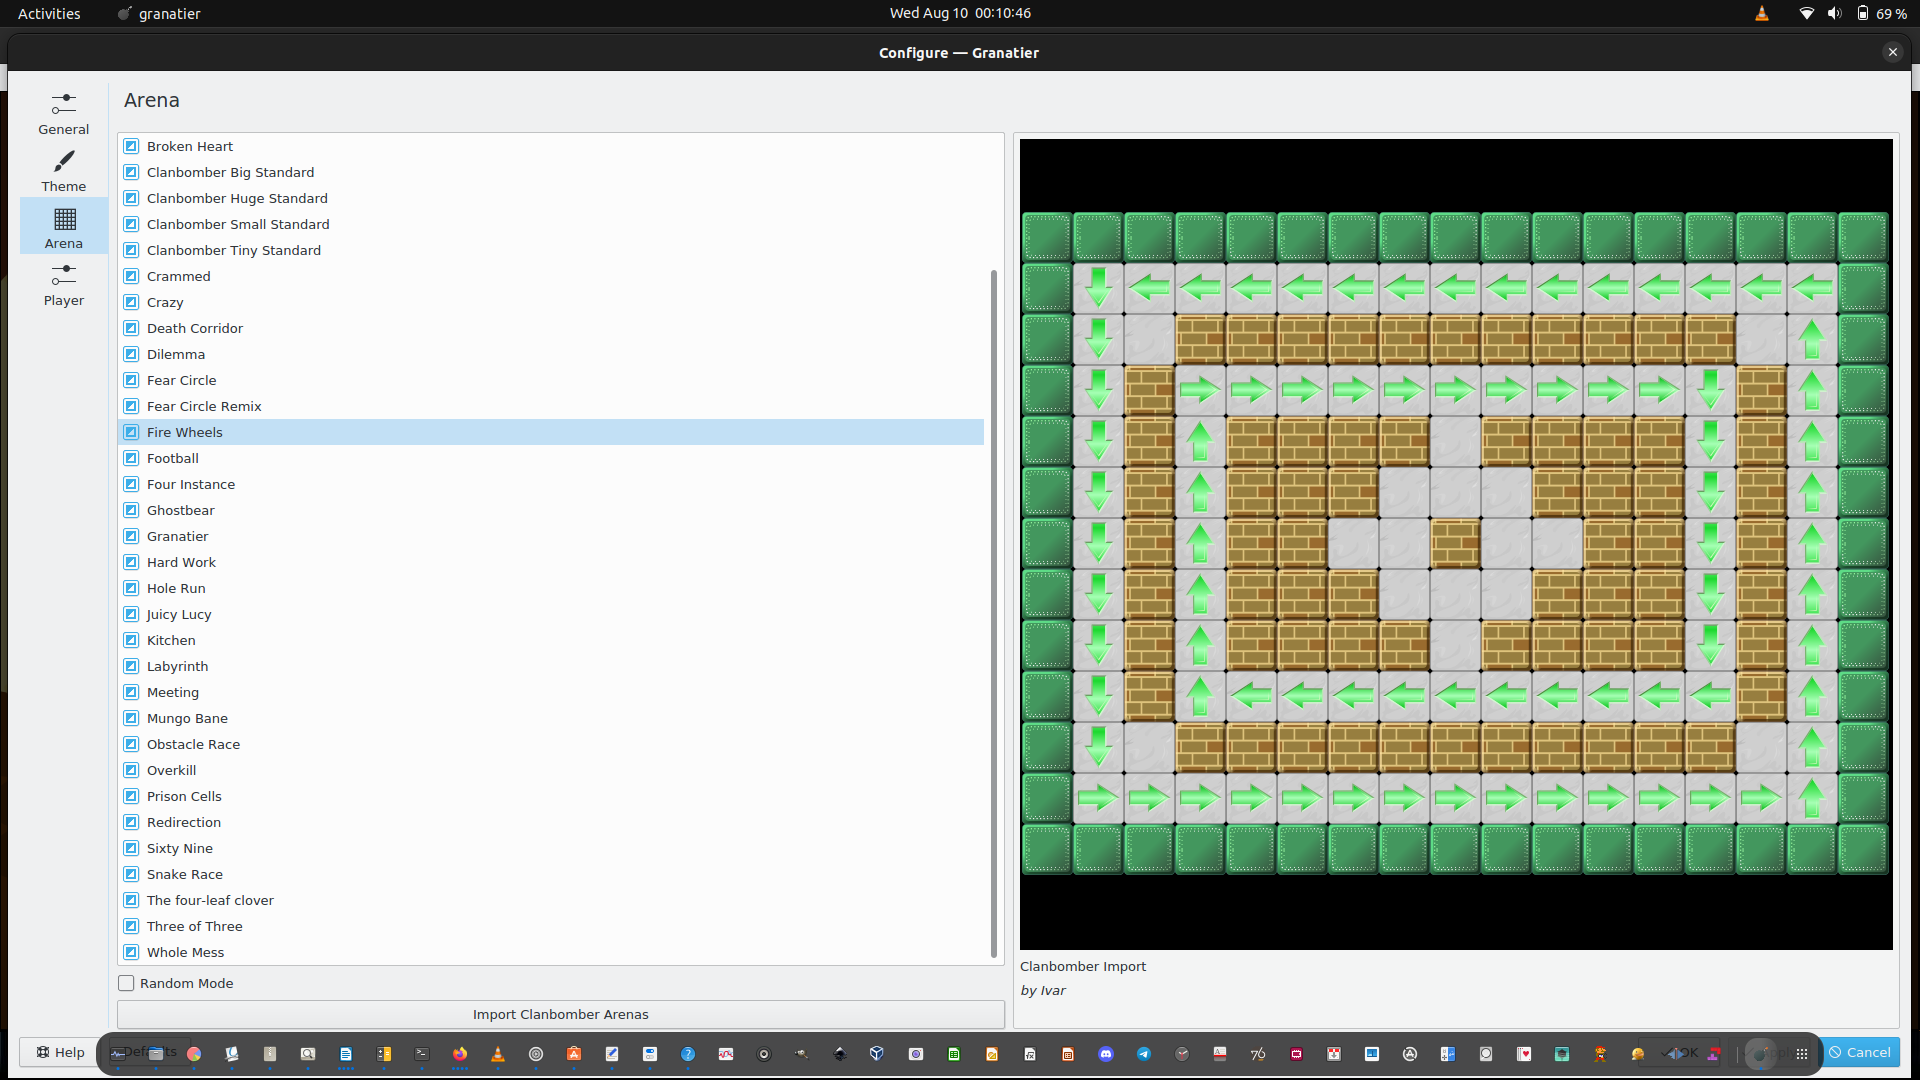 Activities
granatier
Wed Aug 10 00:10:46
69 %
Configure — Granatier
General
Theme
Arena
Player
Arena
Broken Heart
Clanbomber Big Standard
Clanbomber Huge Standard
Clanbomber Small Standard
Clanbomber Tiny Standard
Crammed
Crazy
Death Corridor
Dilemma
Fear Circle
Fear Circle Remix
Fire Wheels
Football
Four Instance
Ghostbear
Granatier
Hard Work
Hole Run
Juicy Lucy
Kitchen
Labyrinth
Meeting
Mungo Bane
Obstacle Race
Overkill
Prison Cells
Redirection
Sixty Nine
Snake Race
The four-leaf clover
Three of Three
Whole Mess
Random Mode
Import Clanbomber Arenas
Clanbomber Import
by Ivar
Help
Defaults
OK
Cancel